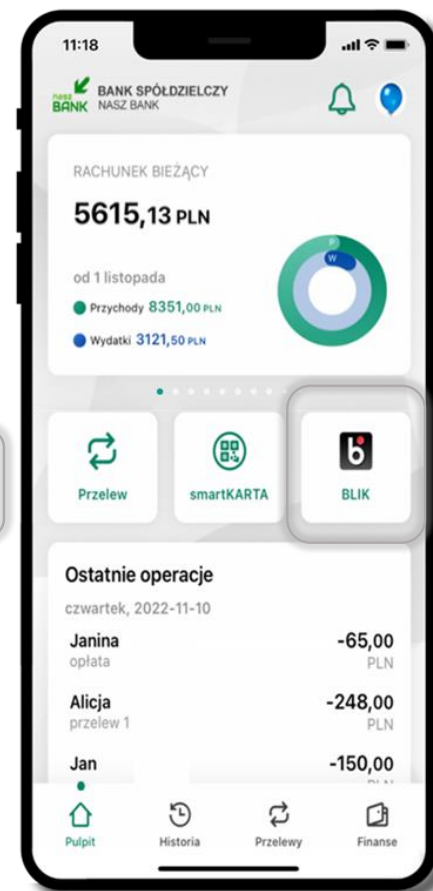 11:18
nasz BANK
BANK SPÓŁDZIELCZY
NASZ BANK
RACHUNEK BIEŻĄCY
5615,13 PLN
od 1 listopada
Przychody 8351,00 PLN
Wydatki 3121,50 PLN
P
W
Przelew
smartKARTA
b
BLIK
Ostatnie operacje
czwartek, 2022-11-10
Janina -65,00
opłata PLN
Alicja -248,00
przelew 1 PLN
Jan -150,00
Pulpit Historia Przelewy Finanse